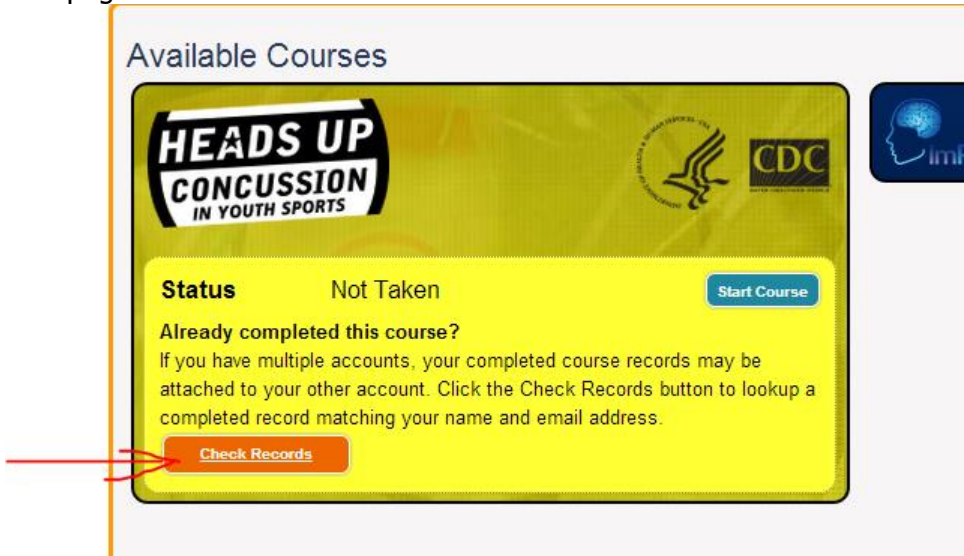 Available Courses
HEADS UP
CONCUSSION
IN YOUTH SPORTS
CDC
Status Not Taken Start Course
Already completed this course?
If you have multiple accounts, your completed course records may be
attached to your other account. Click the Check Records button to lookup a
completed record matching your name and email address.
Check Records